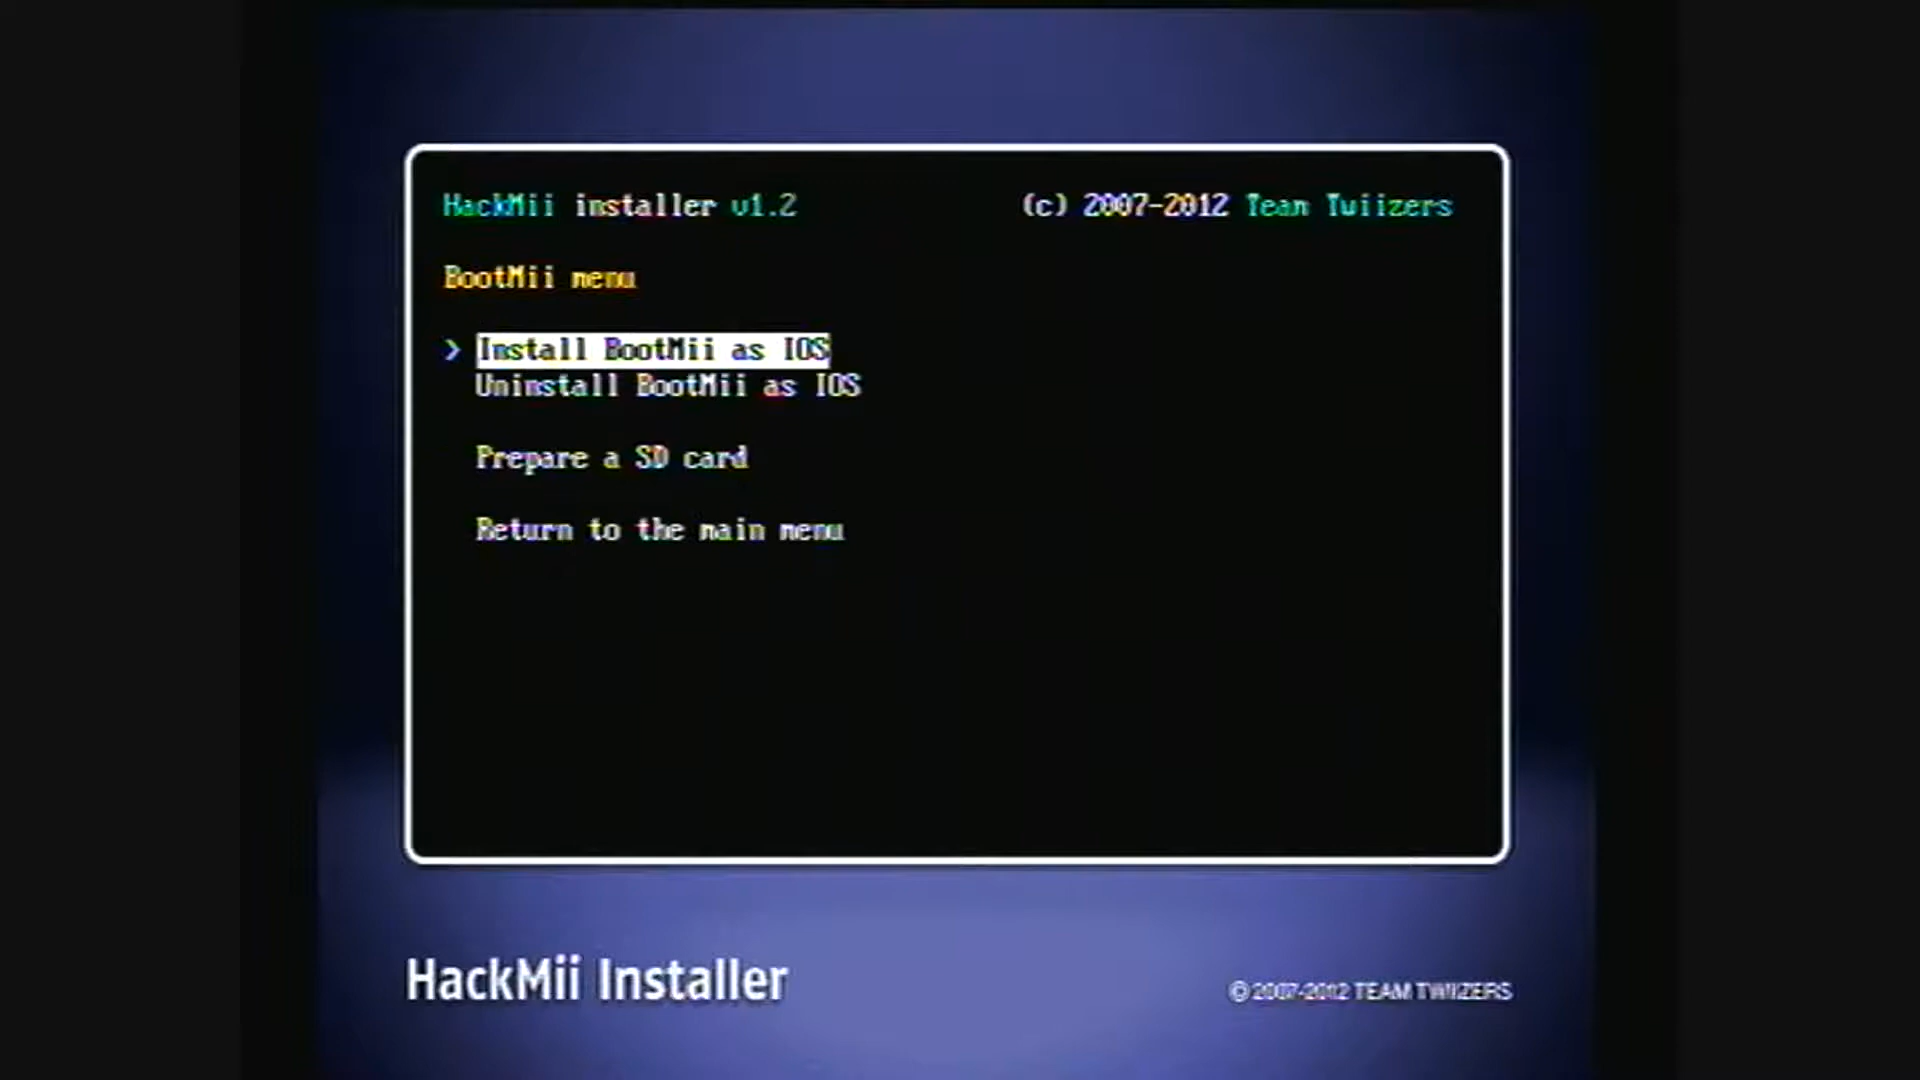 HackMii installer v1.2 (c) 2007-2012 Team Twiizers
BootMii menu
> Install BootMii as IOS
Uninstall BootMii as IOS
Prepare a SD card
Return to the main menu
HackMii Installer
© 2007-2012 TEAM TWIIZERS